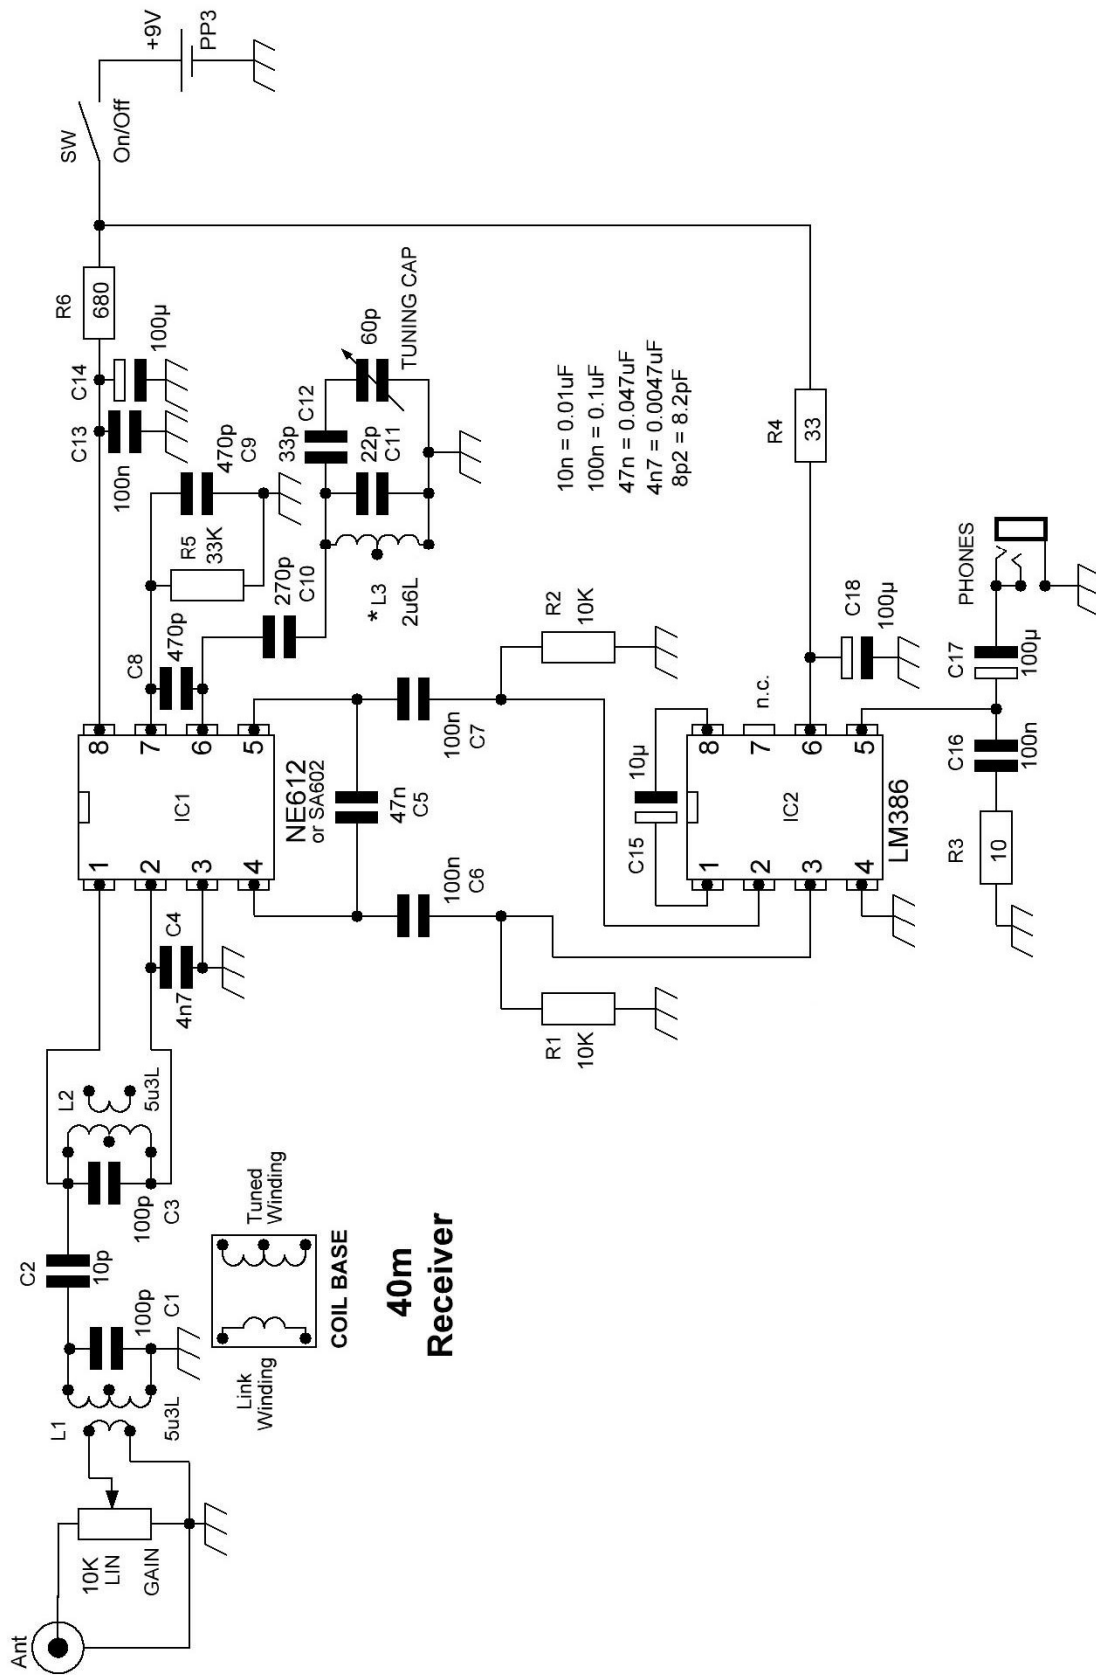 Ant
10K
LIN
GAIN
L1
5u3L
C1
100p
C2
10p
C3
100p
L2
5u3L
C4
4n7
1
2
3
4
8
7
6
5
IC1
NE612
or SA602
C8
470p
R5
33K
470p
C9
C13
100n
C14
100µ
R6
680
SW
On/Off
+9V
PP3
270p
C10
* L3
2u6L
33p
C12
22p
C11
60p
TUNING CAP
47n
C5
100n
C6
100n
C7
R1
10K
R2
10K
C15
10µ
1
2
3
4
8
7
6
5
IC2
LM386
n.c.
R4
33
C18
100µ
R3
10
C16
100n
C17
100µ
PHONES
10n = 0.01uF
100n = 0.1uF
47n = 0.047uF
4n7 = 0.0047uF
8p2 = 8.2pF
Link
Winding
Tuned
Winding
COIL BASE
40m
Receiver